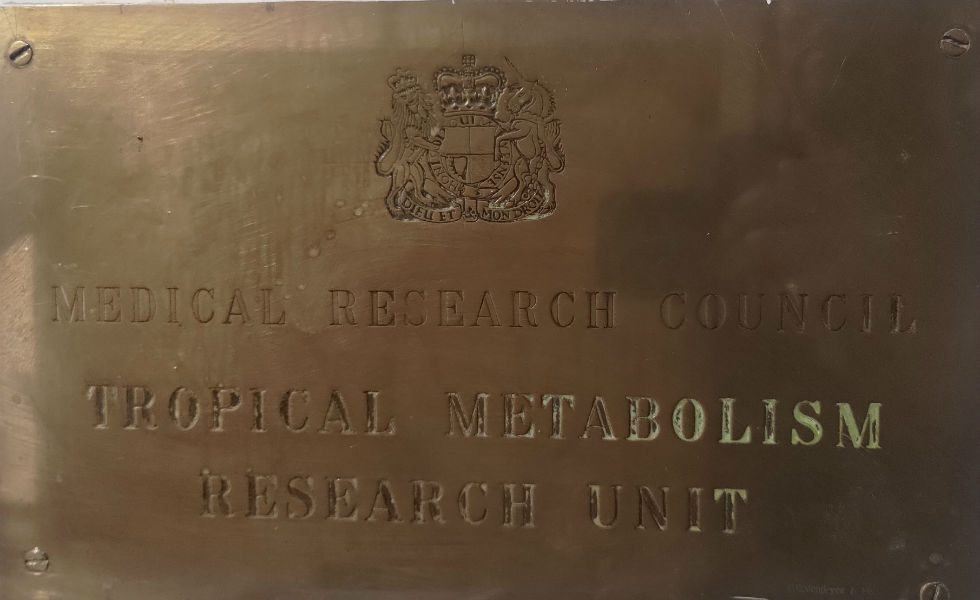 DIEU ET MON DROIT
MEDICAL RESEARCH COUNCIL
TROPICAL METABOLISM
RESEARCH UNIT